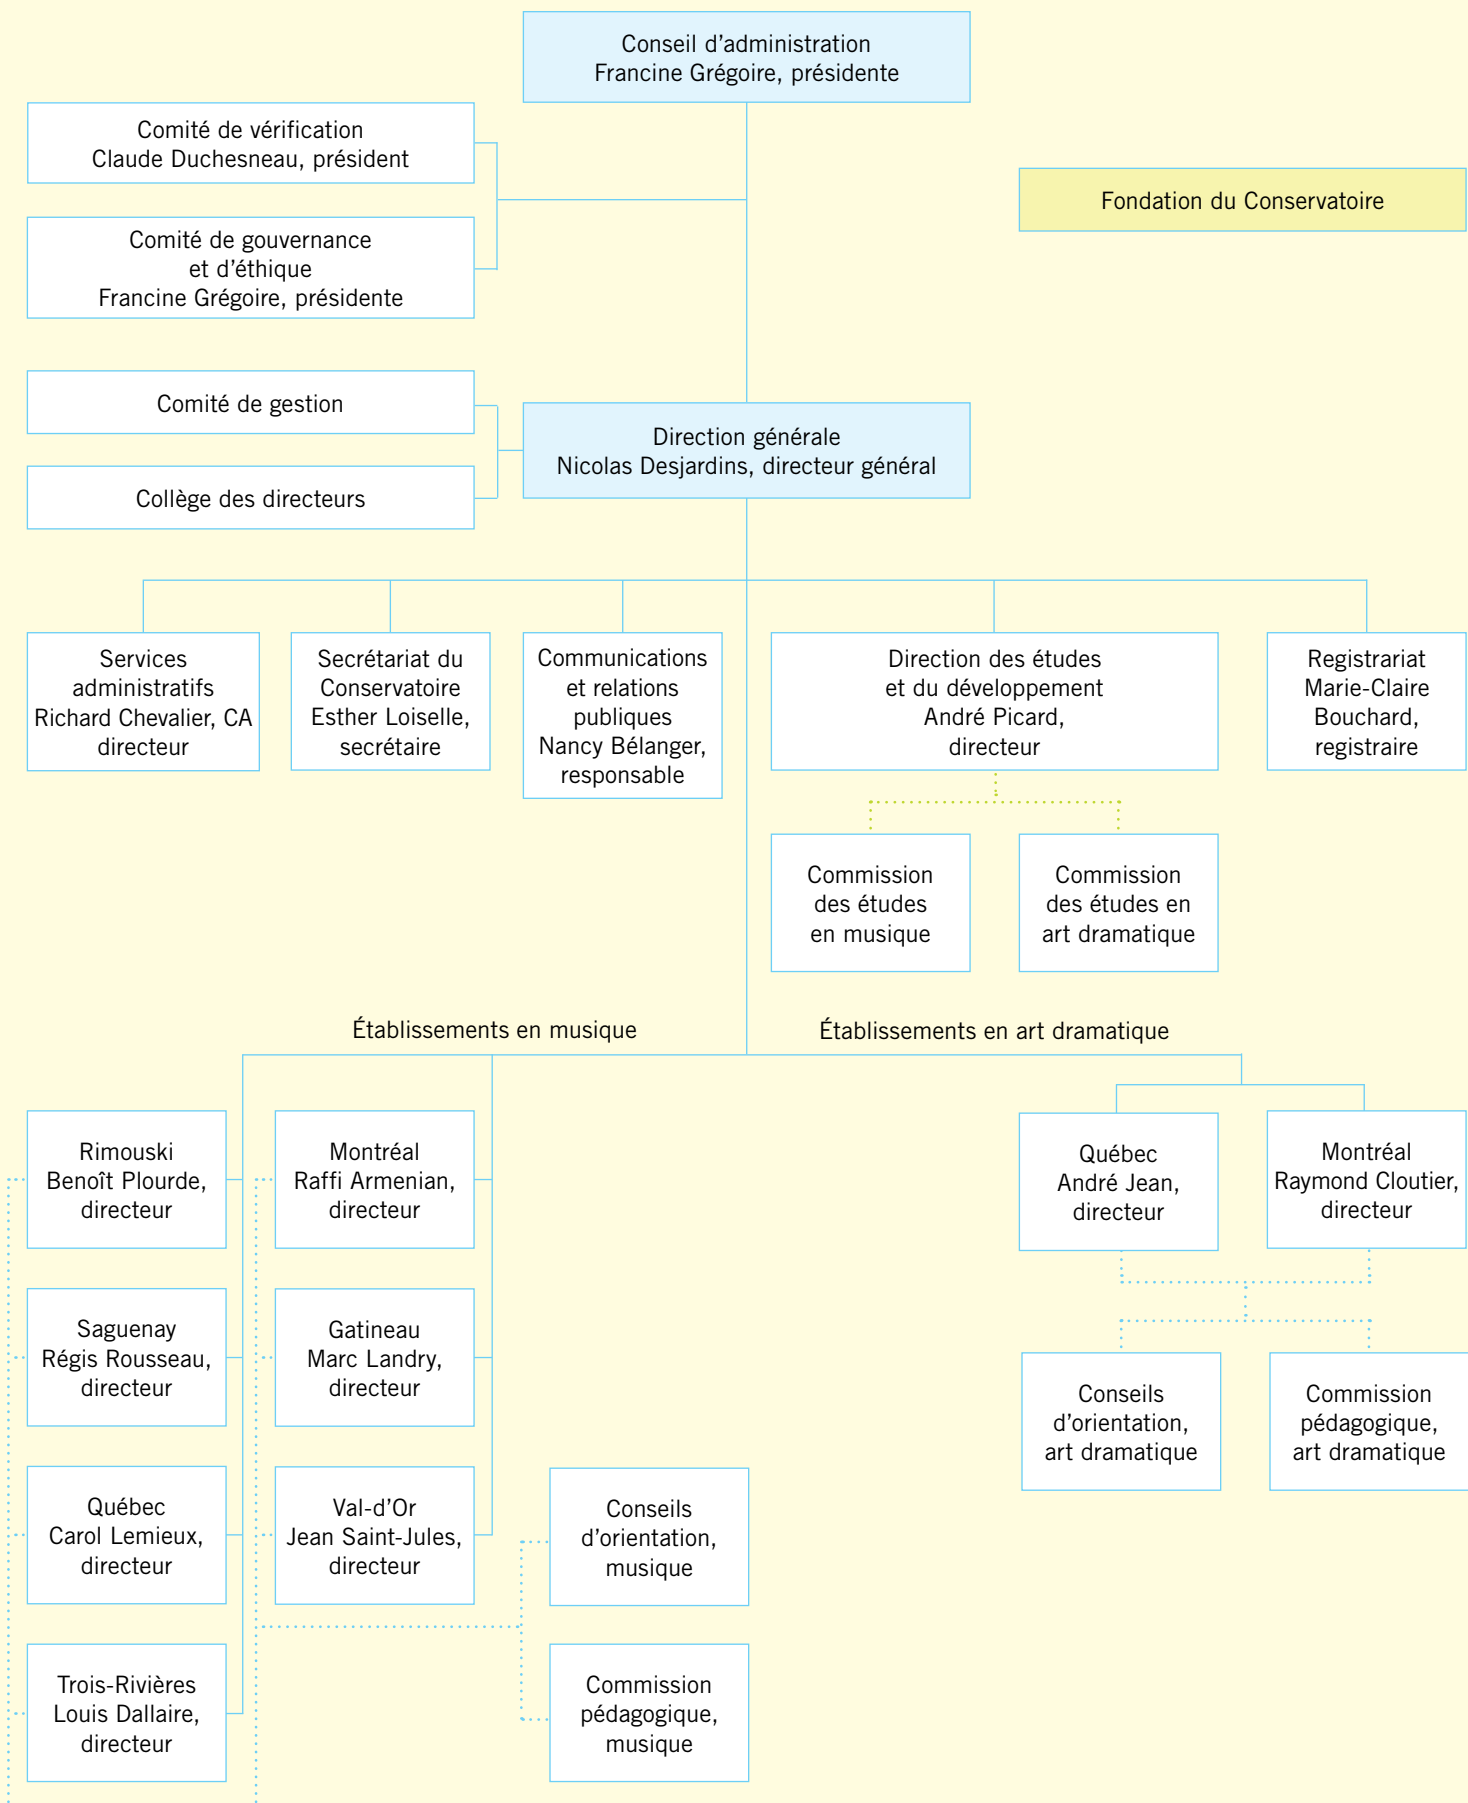 Conseil d’administration
Francine Grégoire, présidente
Comité de vérification
Claude Duchesneau, président
Fondation du Conservatoire
Comité de gouvernance
et d’éthique
Francine Grégoire, présidente
Comité de gestion
Direction générale
Nicolas Desjardins, directeur général
Collège des directeurs
Services
administratifs
Richard Chevalier, CA
directeur
Secrétariat du
Conservatoire
Esther Loiselle,
secrétaire
Communications
et relations
publiques
Nancy Bélanger,
responsable
Direction des études
et du développement
André Picard,
directeur
Registrariat
Marie-Claire
Bouchard,
registraire
Commission
des études
en musique
Commission
des études en
art dramatique
Établissements en musique
Établissements en art dramatique
Rimouski
Benoît Plourde,
directeur
Montréal
Raffi Armenian,
directeur
Québec
André Jean,
directeur
Montréal
Raymond Cloutier,
directeur
Saguenay
Régis Rousseau,
directeur
Gatineau
Marc Landry,
directeur
Conseils
d’orientation,
art dramatique
Commission
pédagogique,
art dramatique
Québec
Carol Lemieux,
directeur
Val-d’Or
Jean Saint-Jules,
directeur
Conseils
d’orientation,
musique
Trois-Rivières
Louis Dallaire,
directeur
Commission
pédagogique,
musique